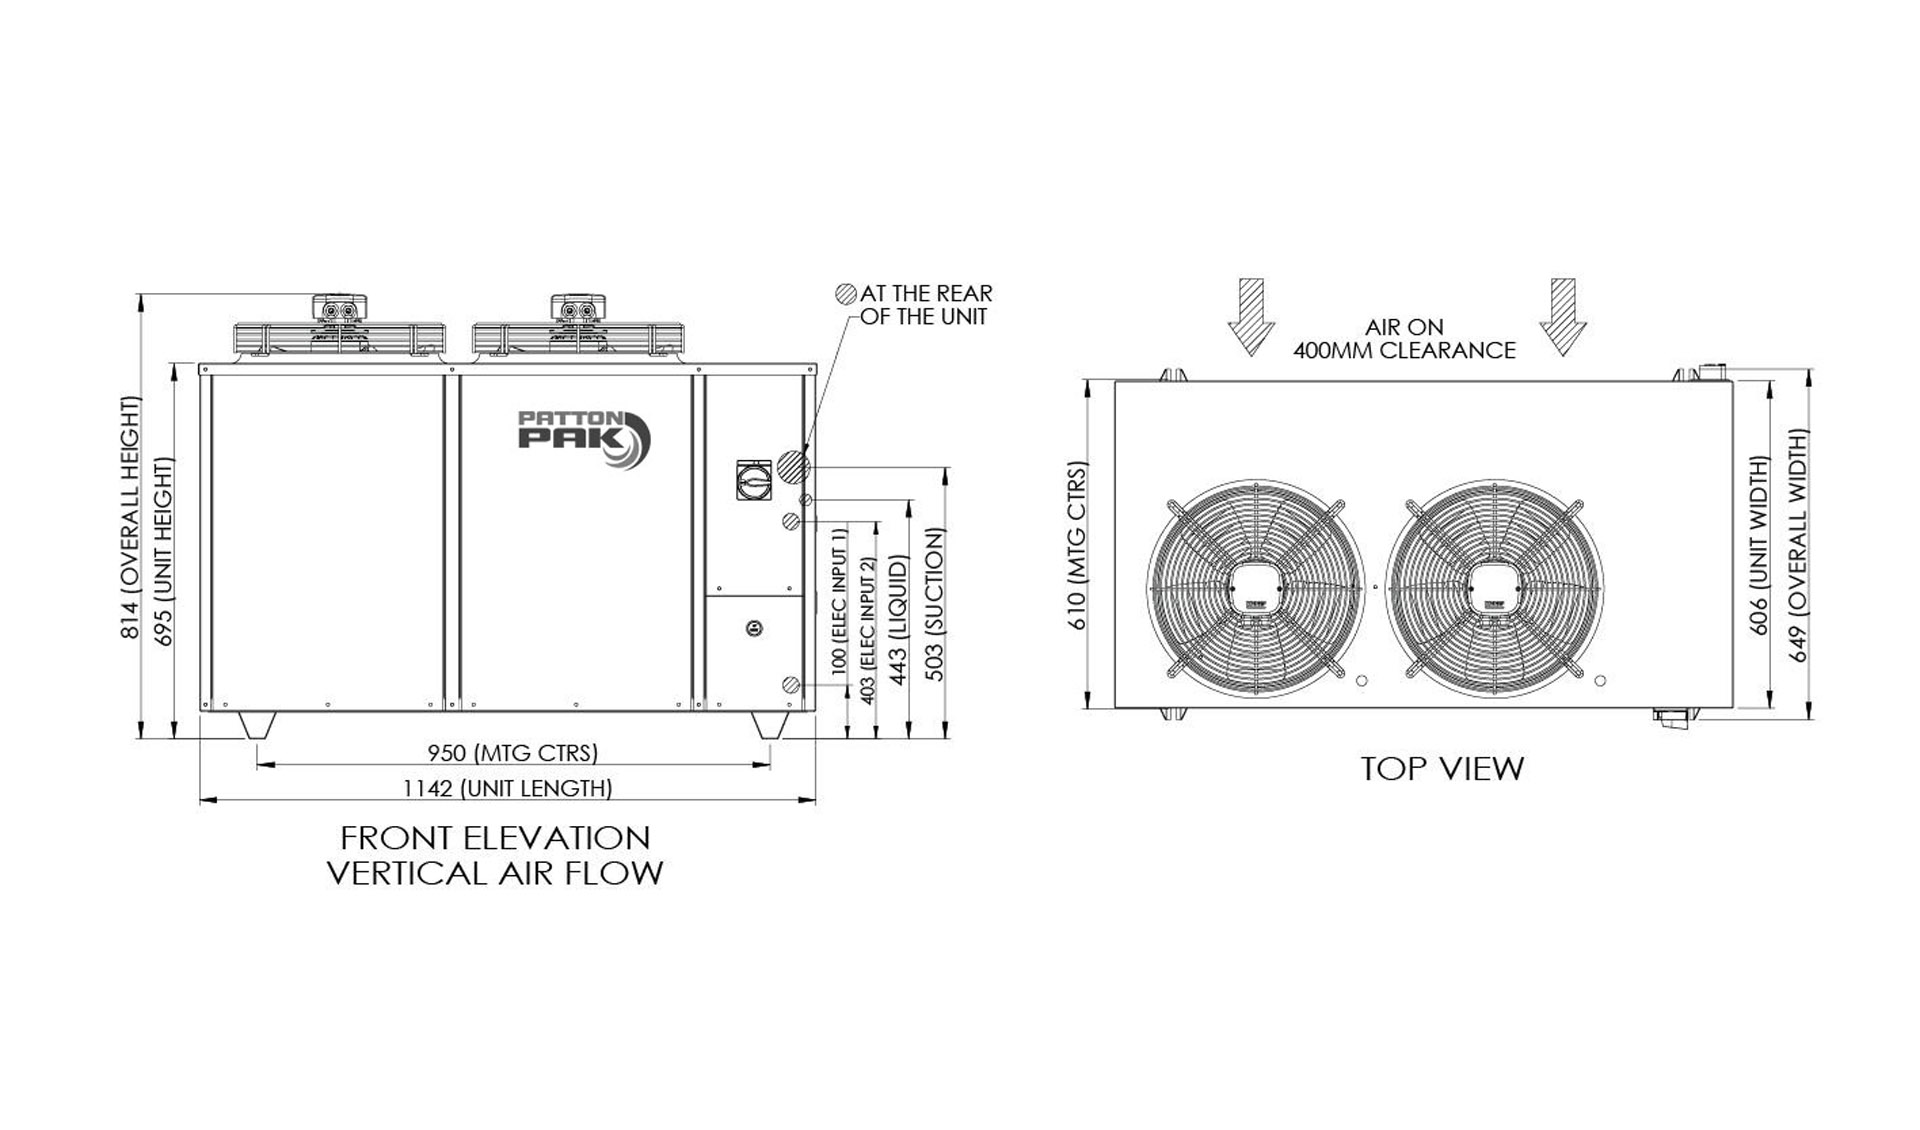 AT THE REAR
OF THE UNIT
PATTON
PAK
814 (OVERALL HEIGHT)
695 (UNIT HEIGHT)
100 (ELEC INPUT 1)
403 (ELEC INPUT 2)
443 (LIQUID)
503 (SUCTION)
950 (MTG CTRS)
1142 (UNIT LENGTH)
FRONT ELEVATION
VERTICAL AIR FLOW
AIR ON
400MM CLEARANCE
610 (MTG CTRS)
606 (UNIT WIDTH)
649 (OVERALL WIDTH)
TOP VIEW